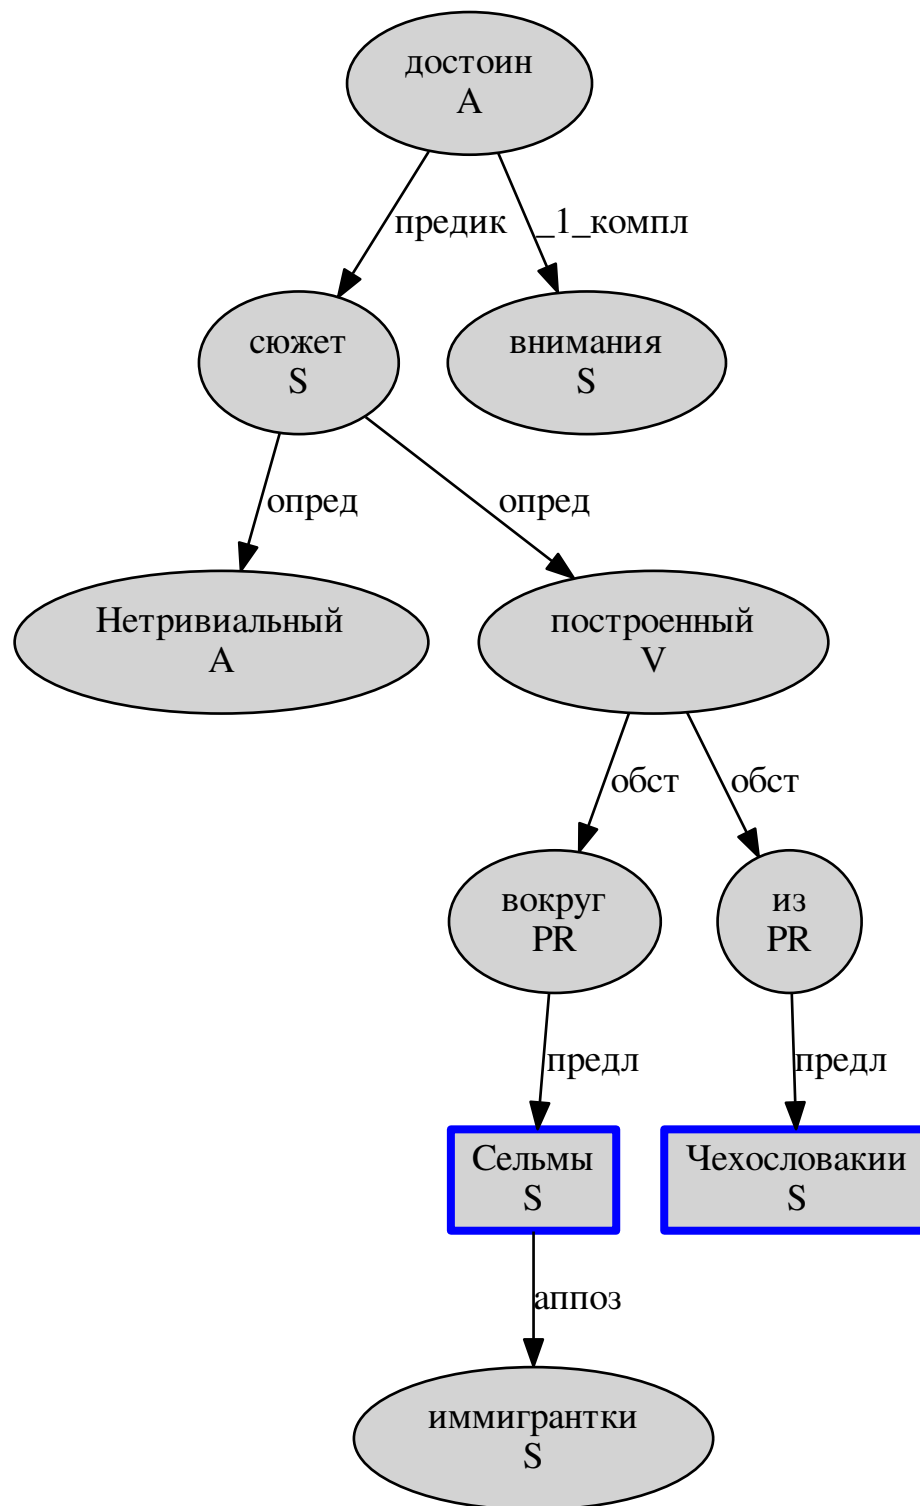 достоин
A
предик
_1_компл
сюжет
S
внимания
S
опред
опред
Нетривиальный
A
построенный
V
обст
обст
вокруг
PR
из
PR
предл
предл
Сельмы
S
Чехословакии
S
аппоз
иммигрантки
S